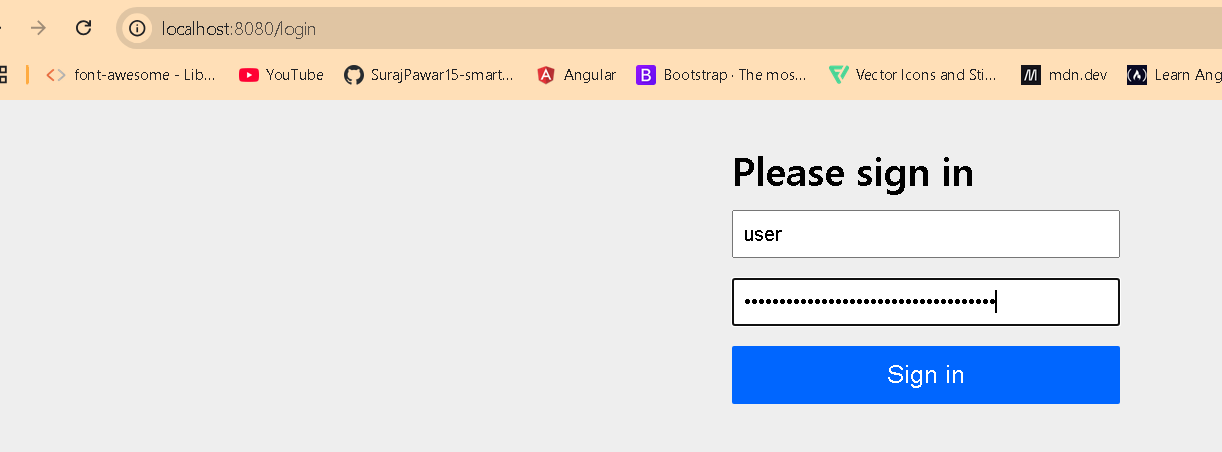 localhost:8080/login
font-awesome - Lib... YouTube SurajPawar15-smart... Angular Bootstrap · The mos... Vector Icons and Sti... mdn.dev Learn Ang
Please sign in
user
••••••••••••••••••••••••••••••••••••
Sign in